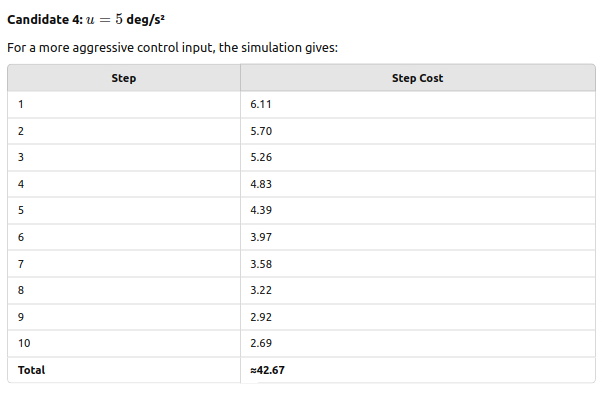 Candidate 4: u = 5 deg/s²
For a more aggressive control input, the simulation gives:
Step Step Cost
1 6.11
2 5.70
3 5.26
4 4.83
5 4.39
6 3.97
7 3.58
8 3.22
9 2.92
10 2.69
Total ≈42.67